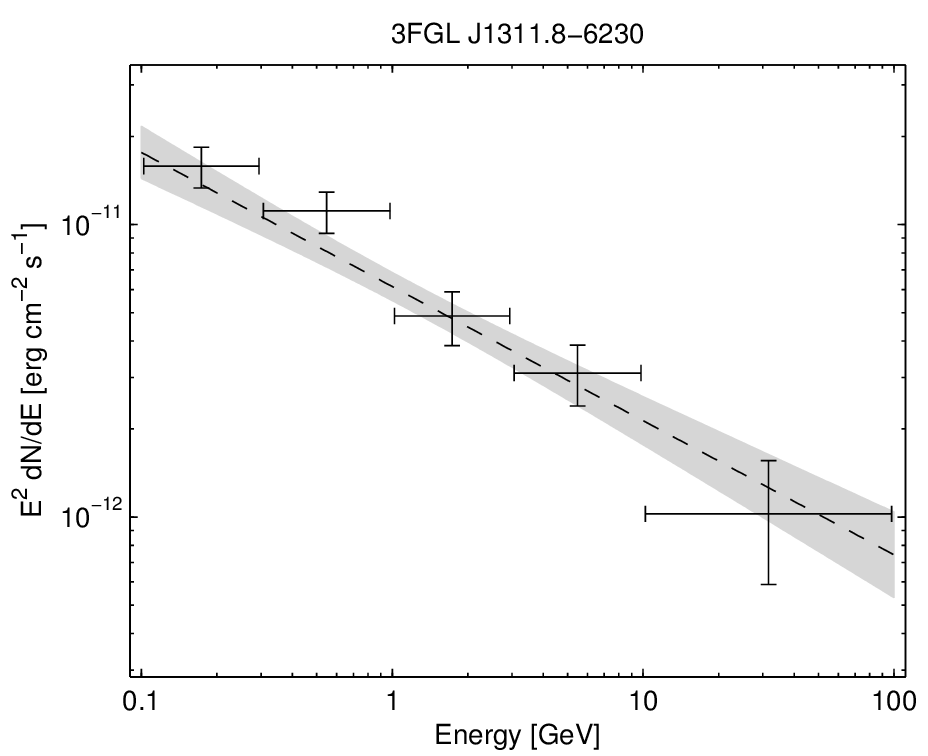 3FGL J1311.8−6230
E² dN/dE [erg cm⁻² s⁻¹]
10⁻¹¹
10⁻¹²
0.1 1 10 100
Energy [GeV]